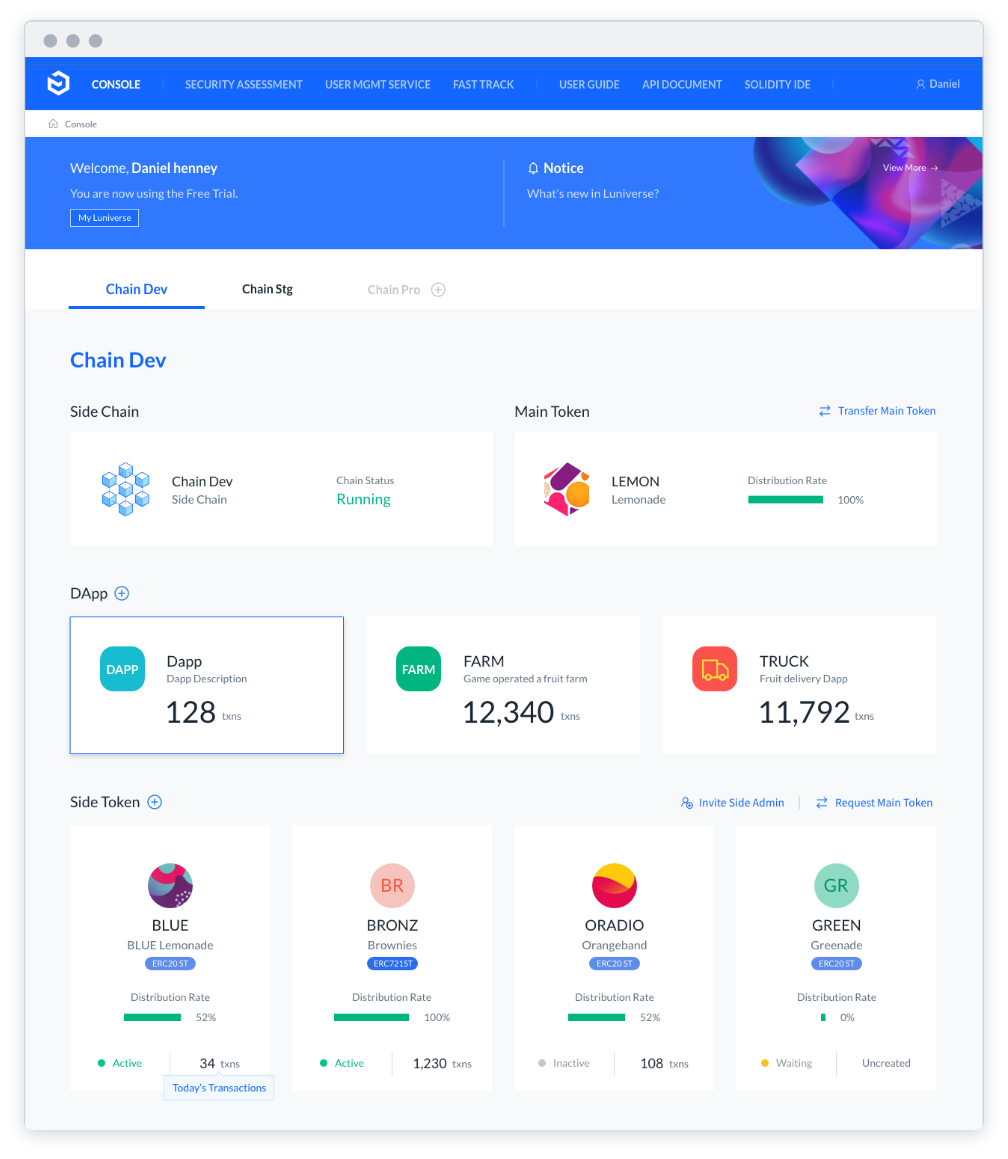 CONSOLE SECURITY ASSESSMENT USER MGMT SERVICE FAST TRACK USER GUIDE API DOCUMENT SOLIDITY IDE Daniel
Console
Welcome, Daniel henney
You are now using the Free Trial.
My Luniverse
Notice
What's new in Luniverse?
View More →
Chain Dev Chain Stg Chain Pro
Chain Dev
Side Chain
Chain Dev
Side Chain
Chain Status
Running
Main Token
Transfer Main Token
LEMON
Lemonade
Distribution Rate
100%
DApp
DAPP
Dapp
Dapp Description
128 txns
FARM
FARM
Game operated a fruit farm
12,340 txns
TRUCK
Fruit delivery Dapp
11,792 txns
Side Token
Invite Side Admin
Request Main Token
BLUE
BLUE Lemonade
ERC20 ST
Distribution Rate
52%
Active
34 txns
Today's Transactions
BR
BRONZ
Brownies
ERC721ST
Distribution Rate
100%
Active
1,230 txns
ORADIO
Orangeband
ERC20 ST
Distribution Rate
52%
Inactive
108 txns
GR
GREEN
Greenade
ERC20 ST
Distribution Rate
0%
Waiting
Uncreated